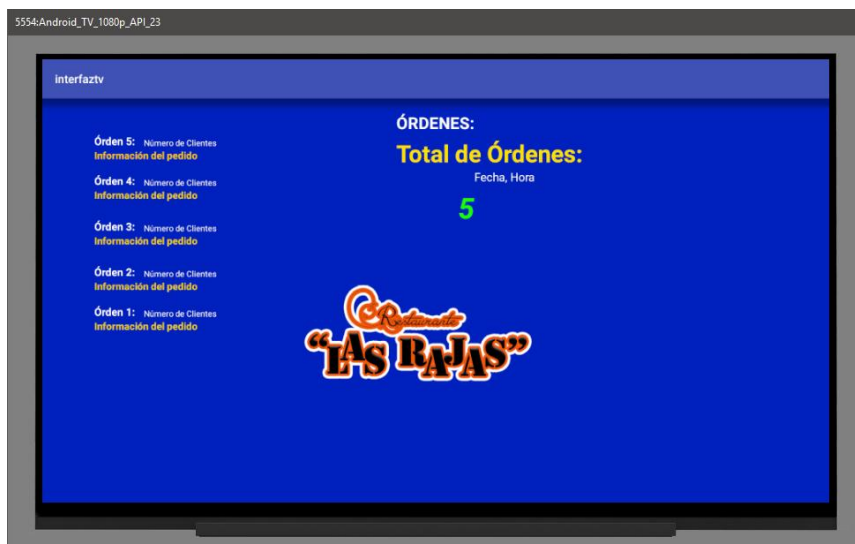 5554:Android_TV_1080p_API_23
interfaztv
Órden 5: Número de Clientes
Información del pedido
Órden 4: Número de Clientes
Información del pedido
Órden 3: Número de Clientes
Información del pedido
Órden 2: Número de Clientes
Información del pedido
Órden 1: Número de Clientes
Información del pedido
ÓRDENES:
Total de Órdenes:
Fecha, Hora
5
Restaurante
“LAS RAJAS”